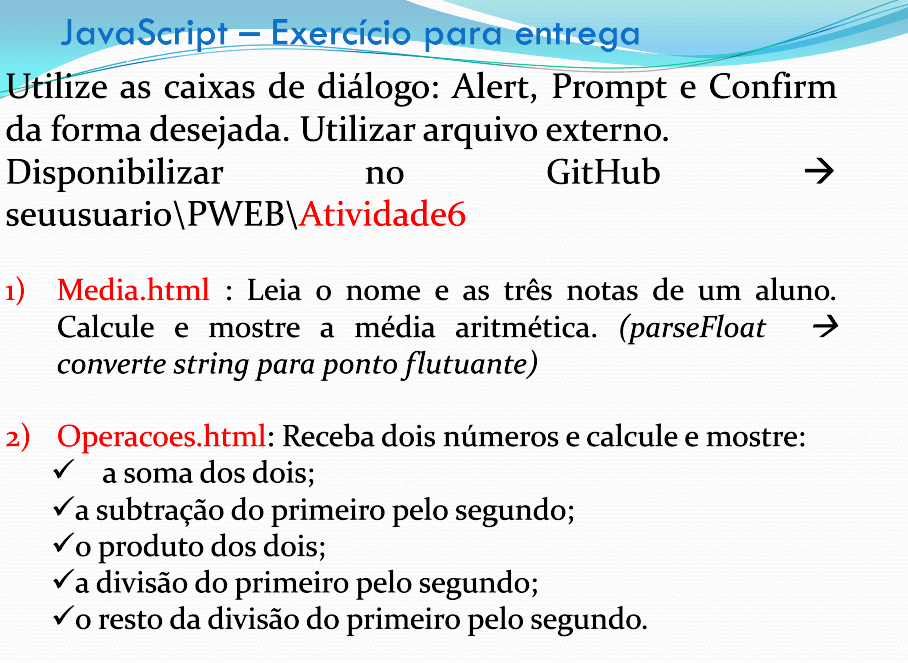 JavaScript – Exercício para entrega
Utilize as caixas de diálogo: Alert, Prompt e Confirm
da forma desejada. Utilizar arquivo externo.
Disponibilizar no GitHub →
seuusuario\PWEB\Atividade6
1) Media.html : Leia o nome e as três notas de um aluno.
Calcule e mostre a média aritmética. (parseFloat →
converte string para ponto flutuante)
2) Operacoes.html: Receba dois números e calcule e mostre:
✓ a soma dos dois;
✓a subtração do primeiro pelo segundo;
✓o produto dos dois;
✓a divisão do primeiro pelo segundo;
✓o resto da divisão do primeiro pelo segundo.